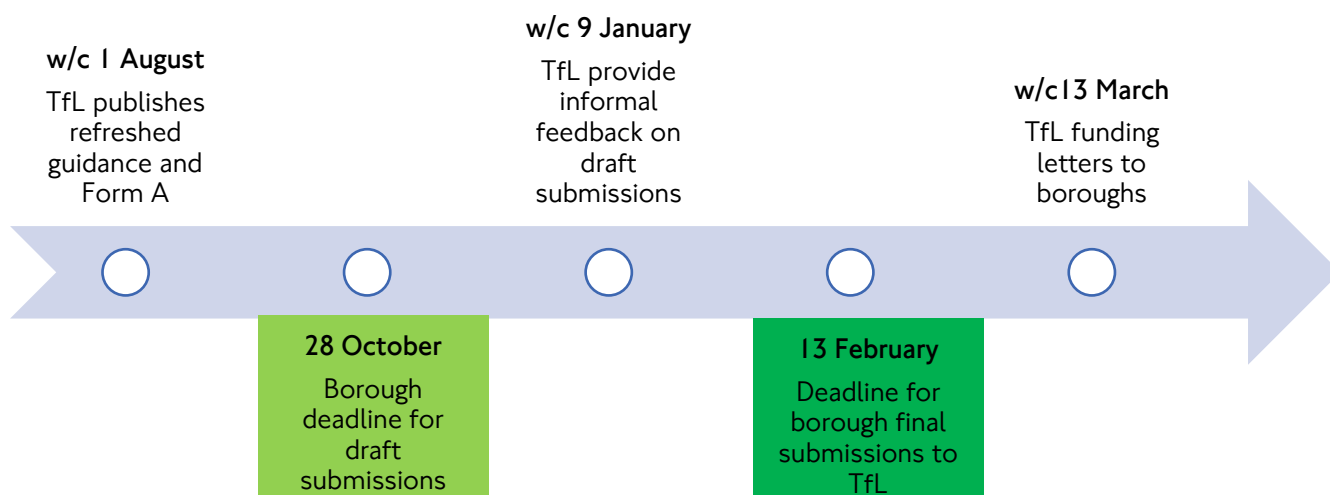 w/c 1 August
TfL publishes
refreshed
guidance and
Form A
28 October
Borough
deadline for
draft
submissions
w/c 9 January
TfL provide
informal
feedback on
draft
submissions
13 February
Deadline for
borough final
submissions to
TfL
w/c13 March
TfL funding
letters to
boroughs